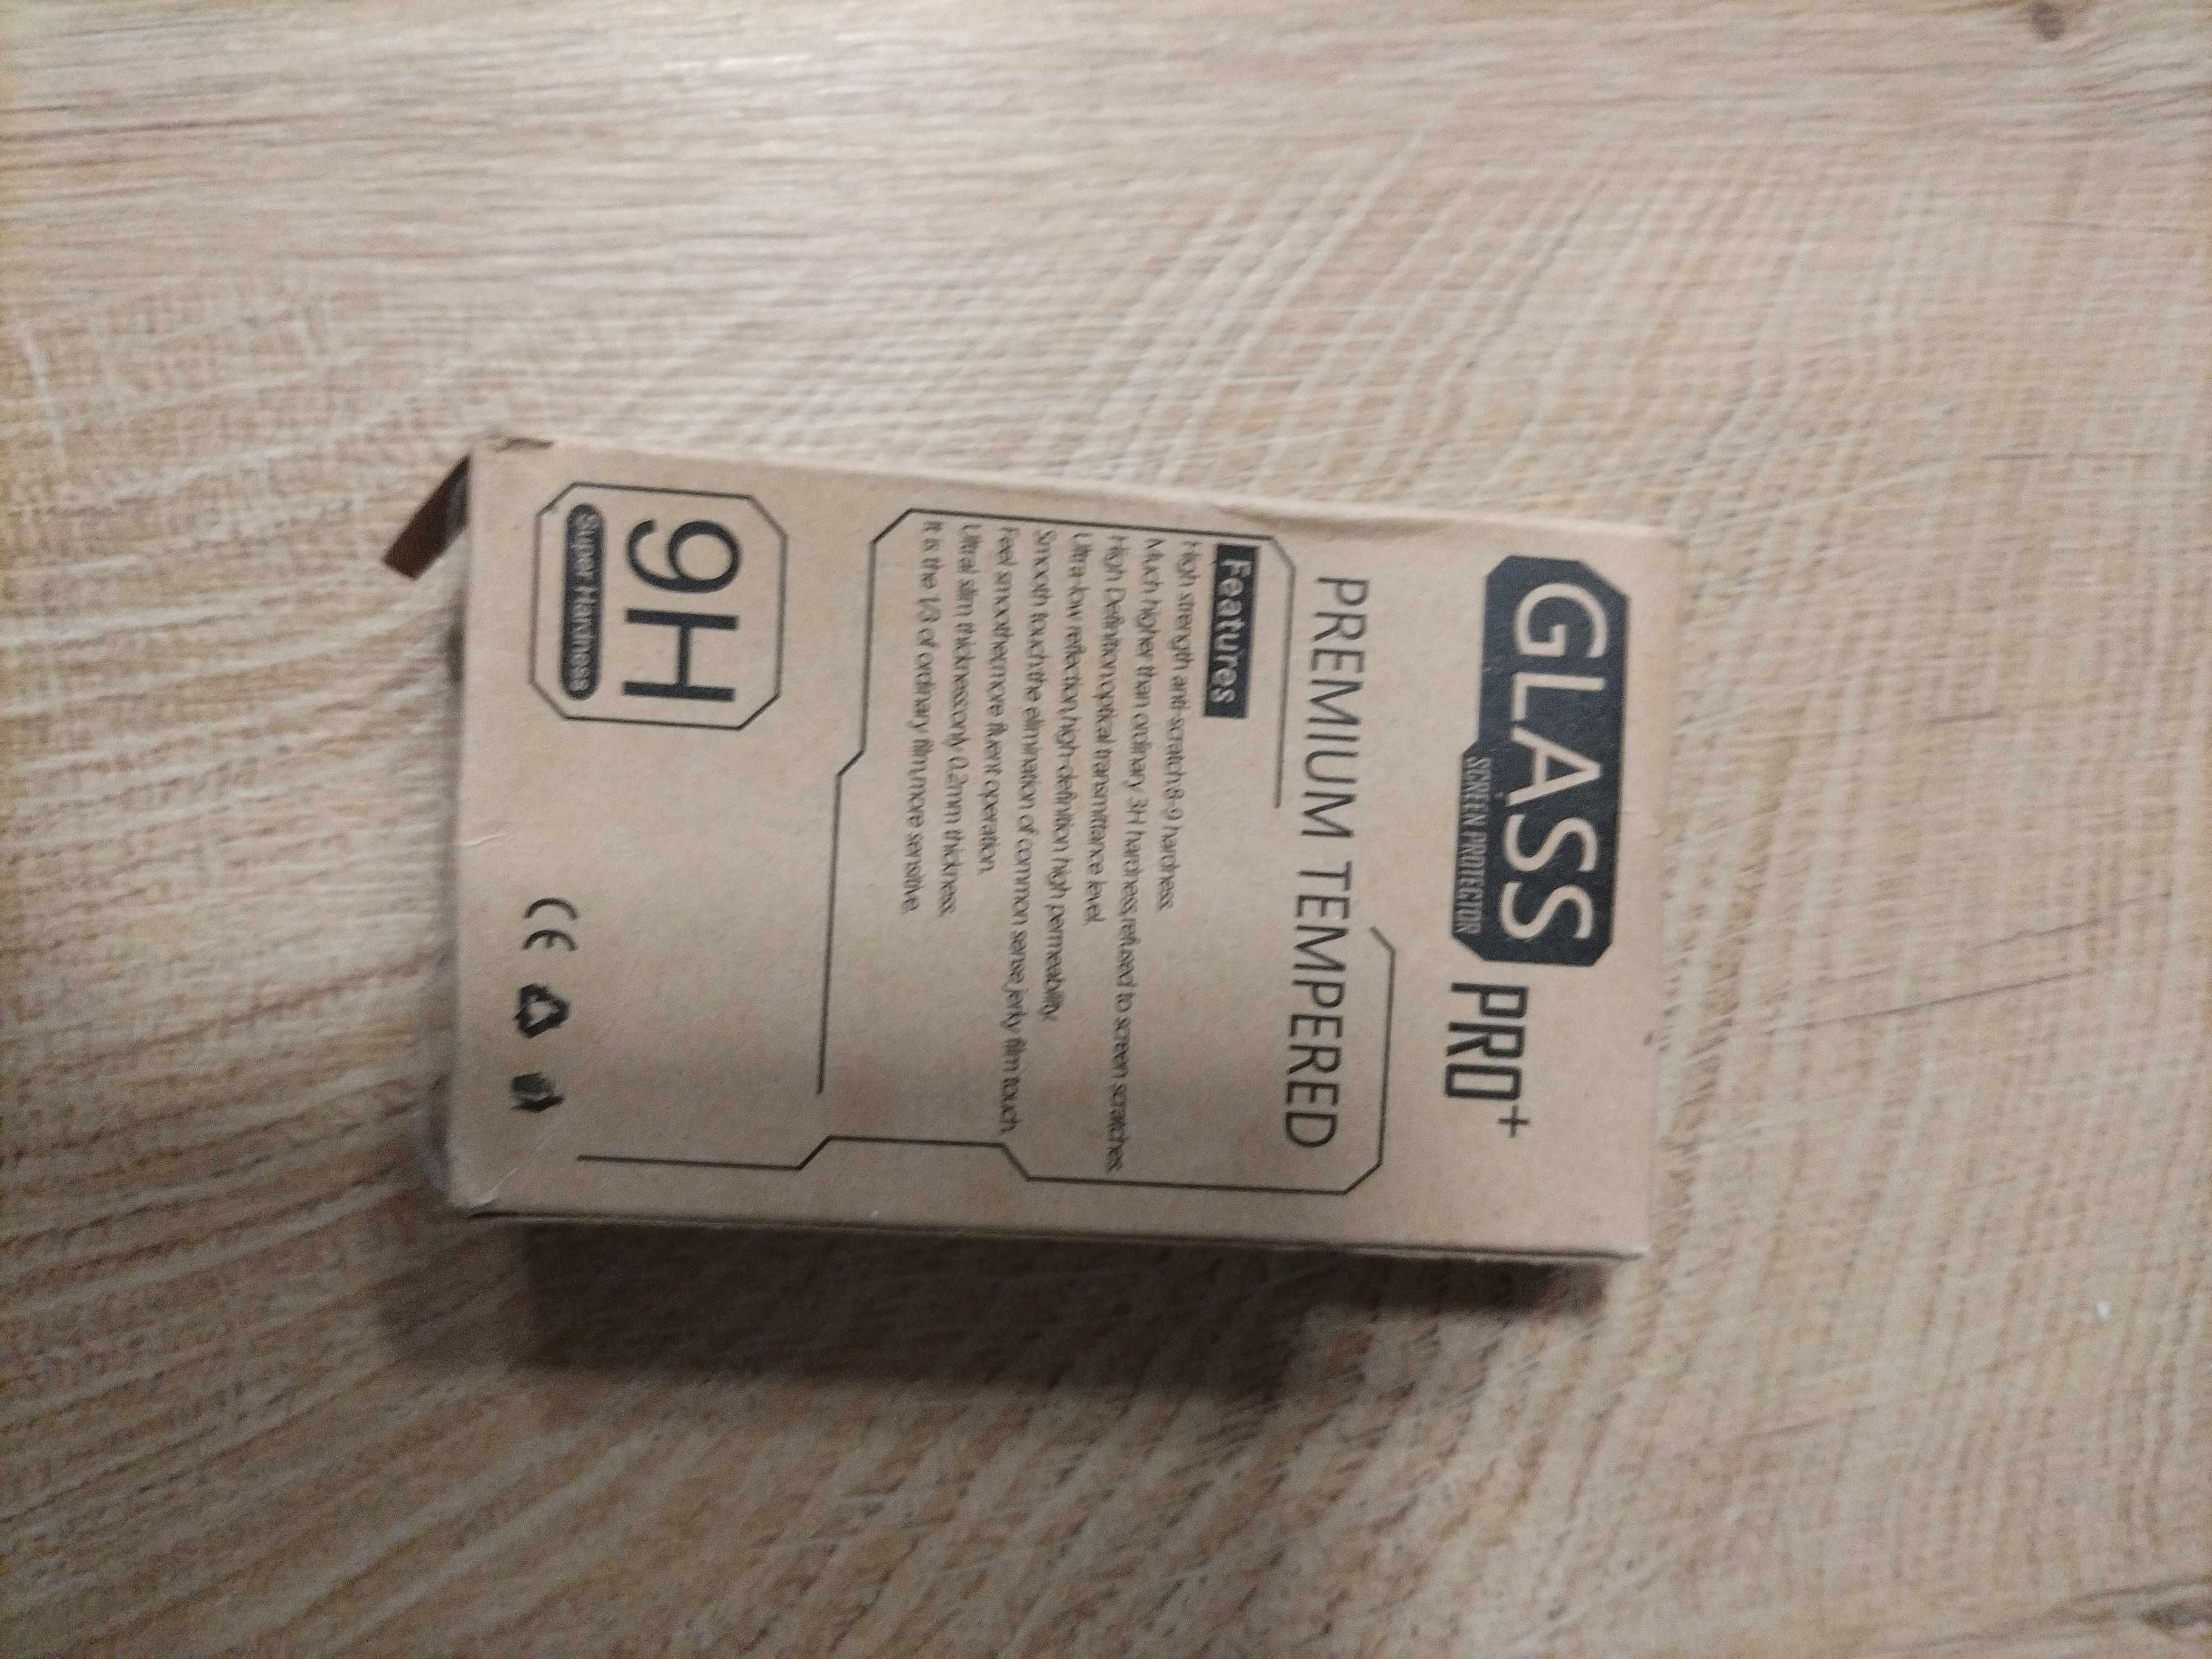 GLASS
SCREEN PROTECTOR
PRO+
PREMIUM TEMPERED
Features
High strength anti-scratch,8-9 hardness.
Much higher than ordinary 3H hardness,refused to screen scratches.
High Definition:optical transmittance level.
Ultra-low reflection,high-definition high permeability.
Smooth touch:the elimination of common sense,jerky film touch.
Feel smoother,more fluent operation.
Ultral slim thickness:only 0.2mm thickness.
It is the 1/3 of ordinary film,more sensitive.
9H
Super Hardness
CE